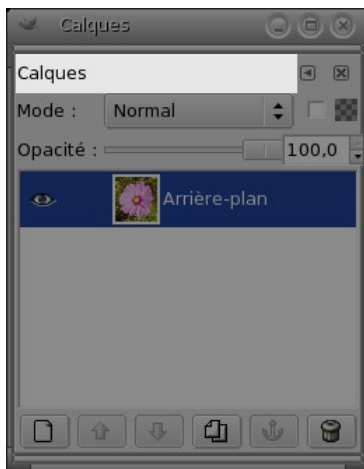 Calques
Calques
Mode : Normal
Opacité : 100,0
Arrière-plan